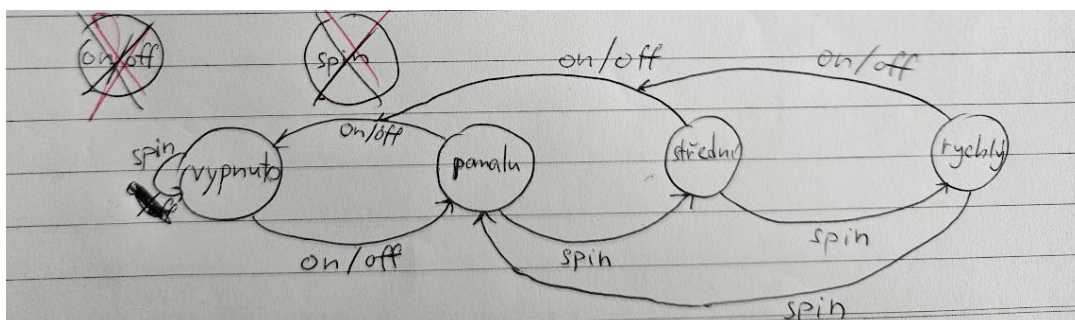 on/off spin
on/off on/off
on/off
spin vypnuto pomalu střední rychlý
on/off spin spin
spin